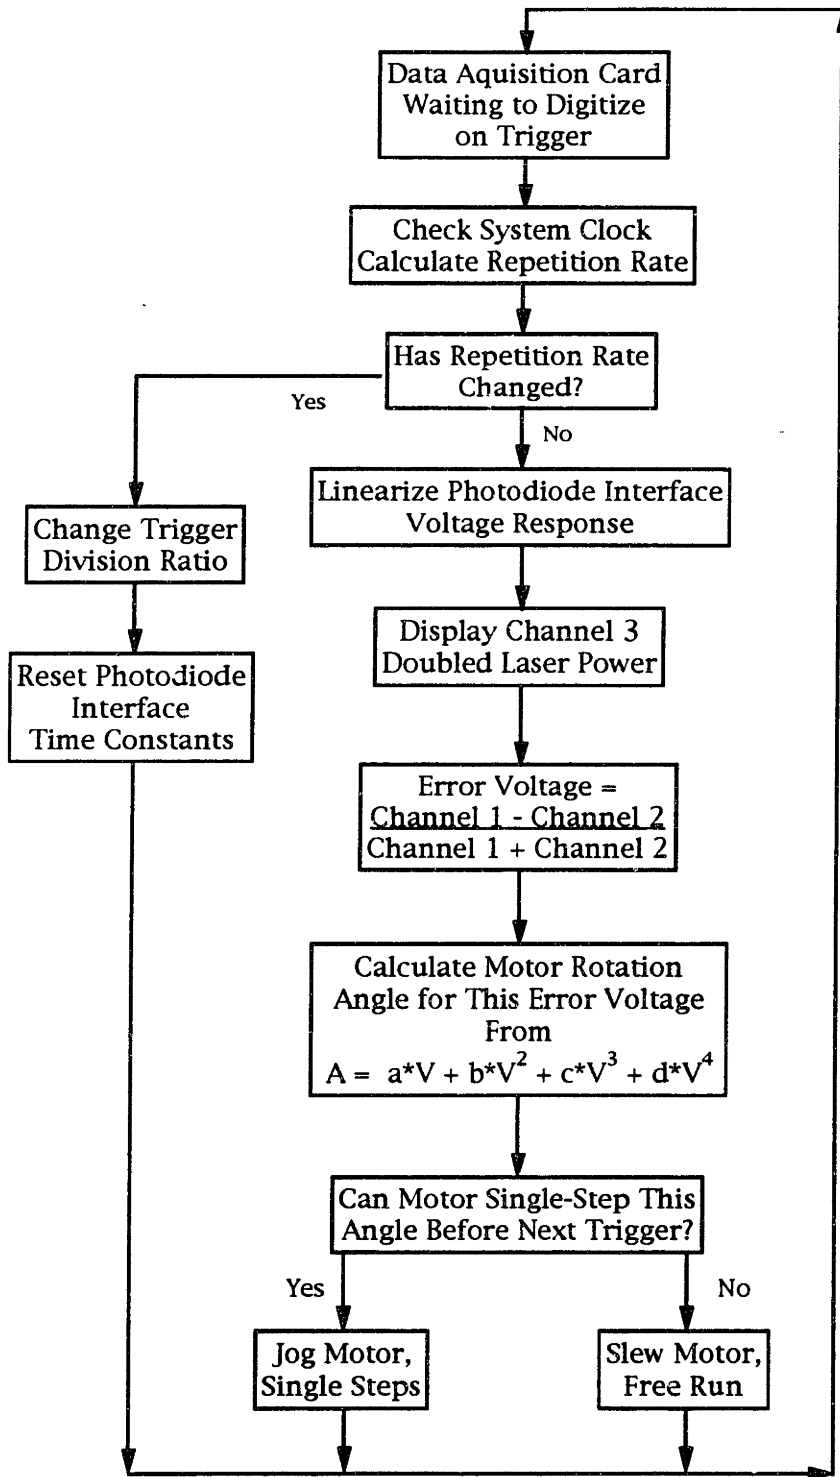 Data Aquisition Card
Waiting to Digitize
on Trigger
Check System Clock
Calculate Repetition Rate
Has Repetition Rate
Changed?
Yes
No
Change Trigger
Division Ratio
Reset Photodiode
Interface
Time Constants
Linearize Photodiode Interface
Voltage Response
Display Channel 3
Doubled Laser Power
Error Voltage =
Channel 1 - Channel 2
Channel 1 + Channel 2
Calculate Motor Rotation
Angle for This Error Voltage
From
A = a*V + b*V² + c*V³ + d*V⁴
Can Motor Single-Step This
Angle Before Next Trigger?
Yes
No
Jog Motor,
Single Steps
Slew Motor,
Free Run